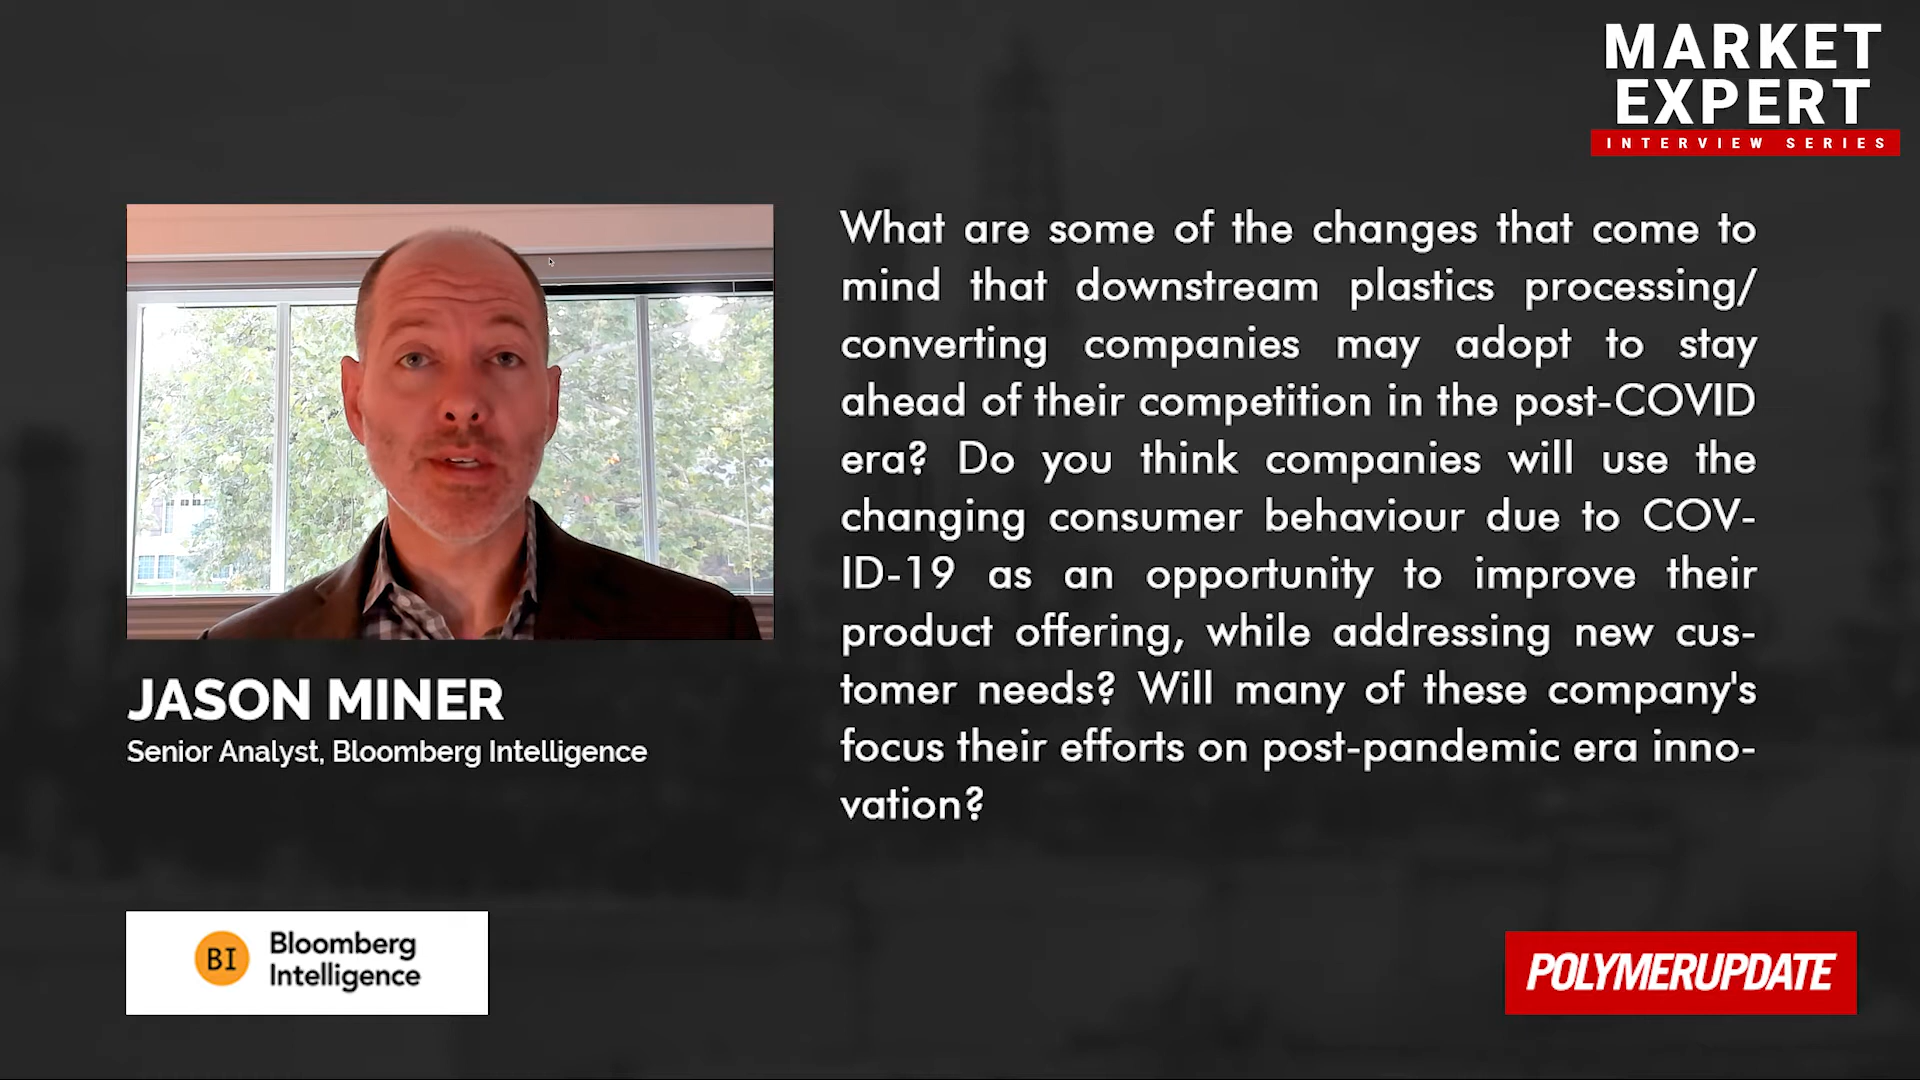 MARKET
EXPERT
INTERVIEW SERIES
What are some of the changes that come to
mind that downstream plastics processing/
converting companies may adopt to stay
ahead of their competition in the post-COVID
era? Do you think companies will use the
changing consumer behaviour due to COV-
ID-19 as an opportunity to improve their
product offering, while addressing new cus-
tomer needs? Will many of these company's
focus their efforts on post-pandemic era inno-
vation?
JASON MINER
Senior Analyst, Bloomberg Intelligence
BI
Bloomberg
Intelligence
POLYMERUPDATE